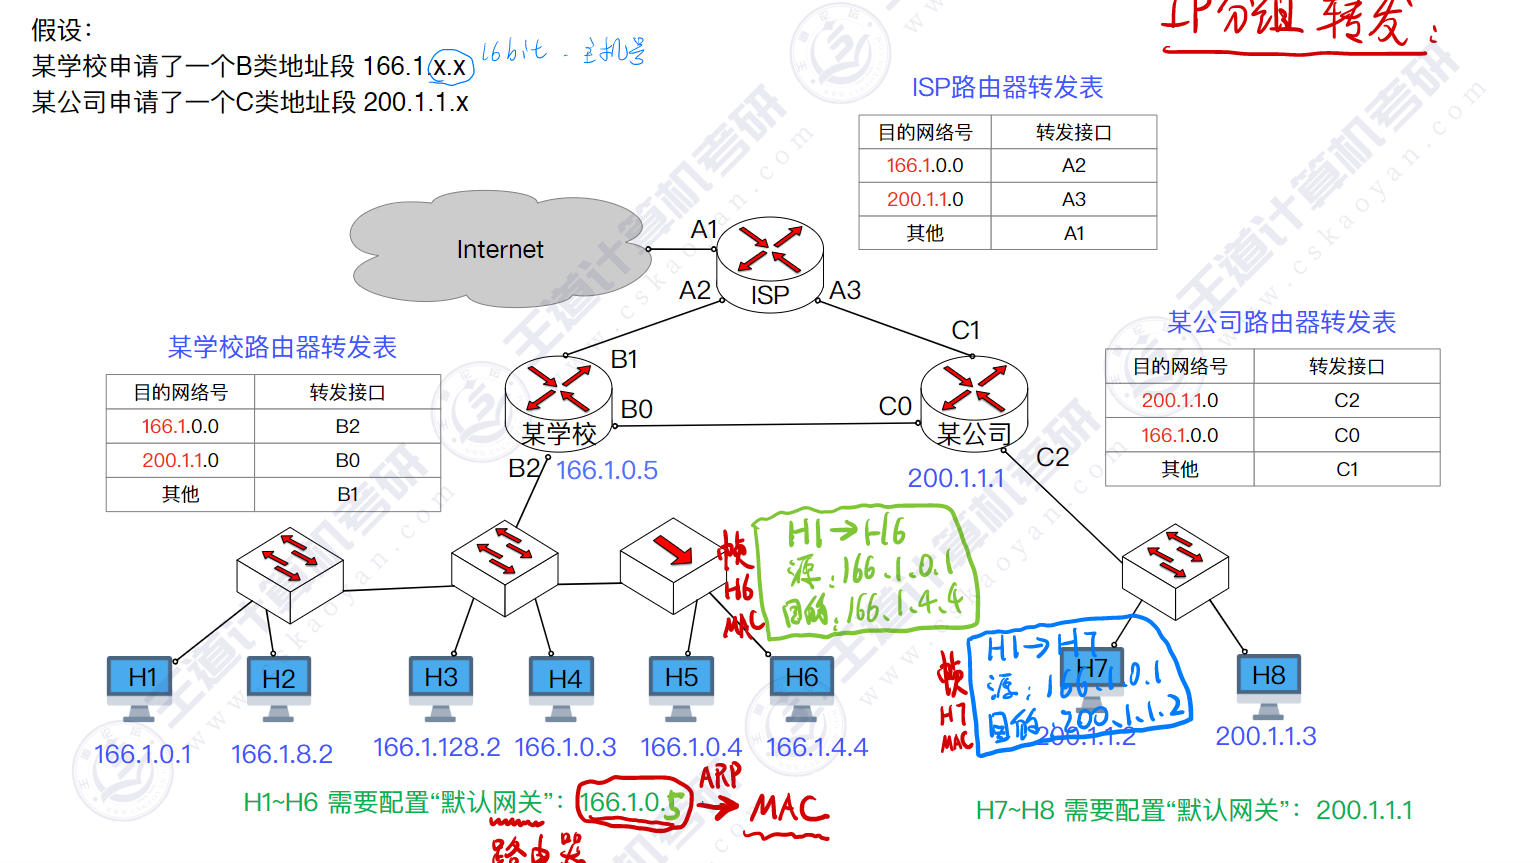 假设：
某学校申请了一个B类地址段 166.1.x.x
16bit - 主机号
某公司申请了一个C类地址段 200.1.1.x
IP分组 转发：
ISP路由器转发表
目的网络号 转发接口
166.1.0.0 A2
200.1.1.0 A3
其他 A1
Internet
A1
ISP
A2
A3
某学校路由器转发表
目的网络号 转发接口
166.1.0.0 B2
200.1.1.0 B0
其他 B1
某公司路由器转发表
目的网络号 转发接口
200.1.1.0 C2
166.1.0.0 C0
其他 C1
B1
B0
某学校
B2
166.1.0.5
C1
C0
某公司
C2
200.1.1.1
帧
H6
MAC
H1→H6
源：166.1.0.1
目的：166.1.4.4
帧
H7
MAC
H1→H7
源：166.1.0.1
目的：200.1.1.2
H1
H2
H3
H4
H5
H6
H7
H8
166.1.0.1
166.1.8.2
166.1.128.2
166.1.0.3
166.1.0.4
166.1.4.4
200.1.1.2
200.1.1.3
H1~H6 需要配置“默认网关”：166.1.0.5
ARP
MAC
路由器
H7~H8 需要配置“默认网关”：200.1.1.1
王道计算机考研
www.cskaoyan.com